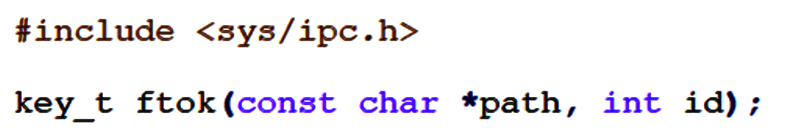 #include <sys/ipc.h>
key_t ftok(const char *path, int id);